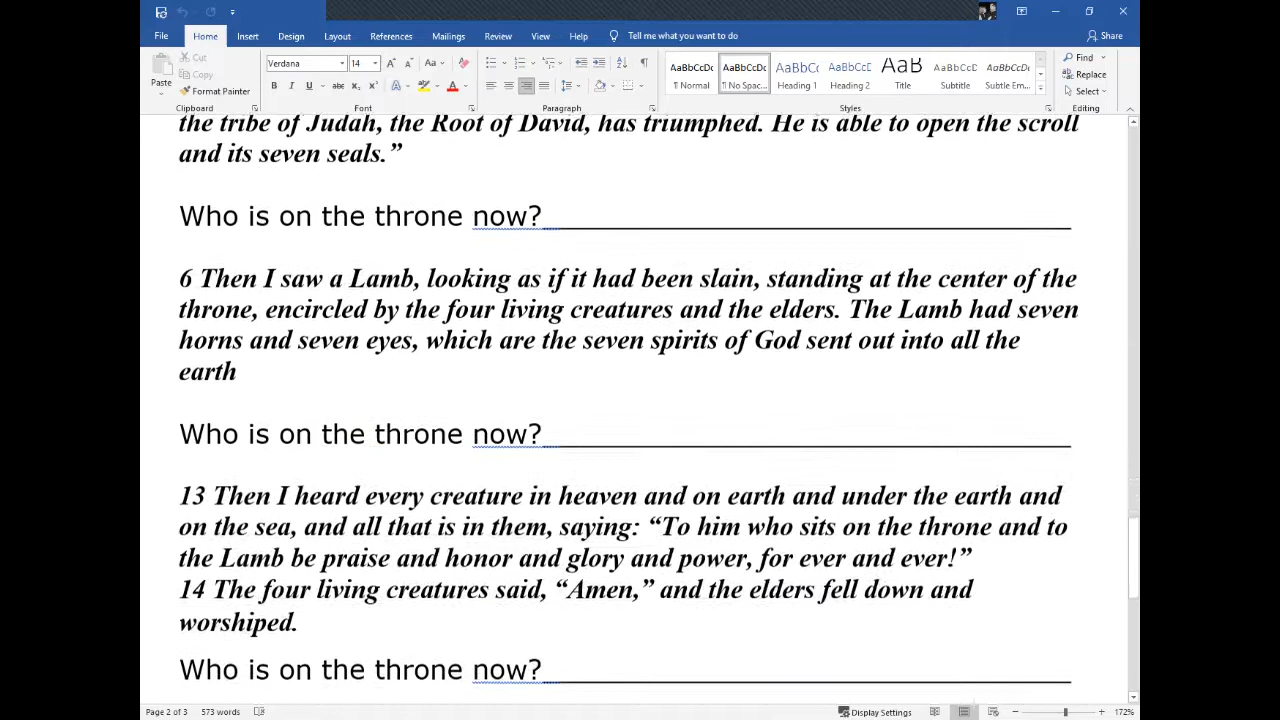 File Home Insert Design Layout References Mailings Review View Help Tell me what you want to do Share
Paste Cut Copy Format Painter
Verdana 14
Find Replace Select
AaBbCcDc AaBbCcDc AaBbCc AaBbCc AaB AaBbCcD AaBbCcDc
¶ Normal ¶ No Spac... Heading 1 Heading 2 Title Subtitle Subtle Em...
Clipboard Font Paragraph Styles Editing
the tribe of Judah, the Root of David, has triumphed. He is able to open the scroll
and its seven seals.”
Who is on the throne now?
6 Then I saw a Lamb, looking as if it had been slain, standing at the center of the
throne, encircled by the four living creatures and the elders. The Lamb had seven
horns and seven eyes, which are the seven spirits of God sent out into all the
earth
Who is on the throne now?
13 Then I heard every creature in heaven and on earth and under the earth and
on the sea, and all that is in them, saying: “To him who sits on the throne and to
the Lamb be praise and honor and glory and power, for ever and ever!”
14 The four living creatures said, “Amen,” and the elders fell down and
worshiped.
Who is on the throne now?
Page 2 of 3 573 words Display Settings 172%